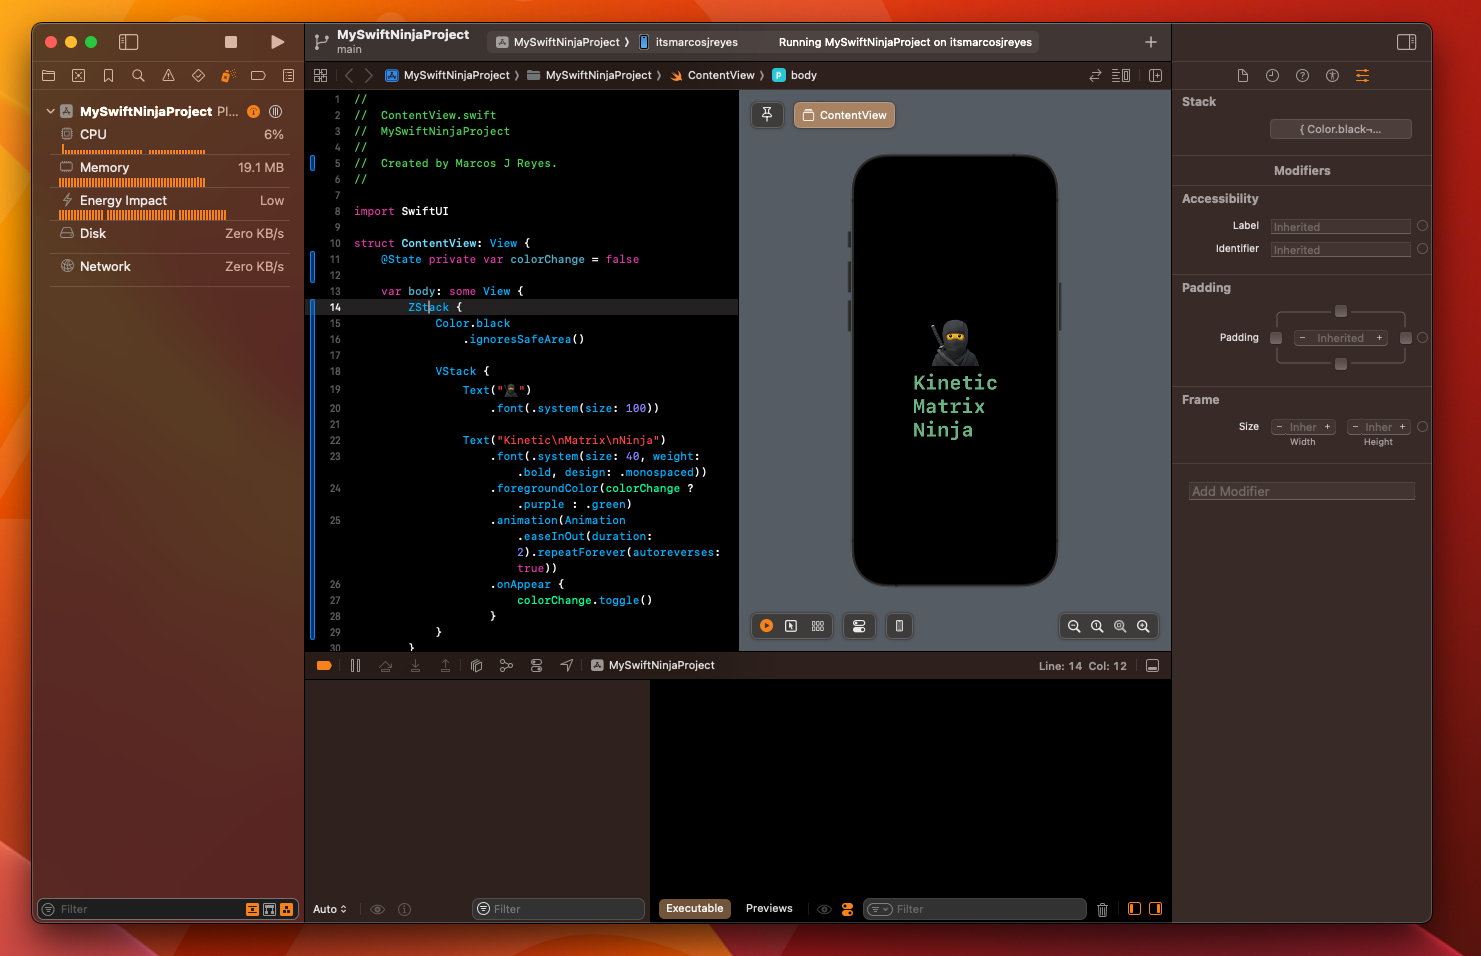 MySwiftNinjaProject
main
MySwiftNinjaProject 〉 itsmarcosjreyes
Running MySwiftNinjaProject on itsmarcosjreyes
MySwiftNinjaProject 〉 MySwiftNinjaProject 〉 ContentView 〉 P body
MySwiftNinjaProject PI...
CPU 6%
Memory 19.1 MB
Energy Impact Low
Disk Zero KB/s
Network Zero KB/s
Filter
1 //
2 //  ContentView.swift
3 //  MySwiftNinjaProject
4 //
5 //  Created by Marcos J Reyes.
6 //
7
8 import SwiftUI
9
10 struct ContentView: View {
11     @State private var colorChange = false
12
13     var body: some View {
14         ZStack {
15             Color.black
16                 .ignoresSafeArea()
17
18             VStack {
19                 Text("🥷")
20                     .font(.system(size: 100))
21
22                 Text("Kinetic\nMatrix\nNinja")
23                     .font(.system(size: 40, weight:
.bold, design: .monospaced))
24                     .foregroundColor(colorChange ?
.purple : .green)
25                     .animation(Animation
.easeInOut(duration:
2).repeatForever(autoreverses:
true))
26                     .onAppear {
27                         colorChange.toggle()
28                     }
29             }
30         }
ContentView
Kinetic
Matrix
Ninja
MySwiftNinjaProject
Line: 14 Col: 12
Auto
Filter
Executable
Previews
Filter
Stack
{ Color.black¬...
Modifiers
Accessibility
Label Inherited
Identifier Inherited
Padding
Padding − Inherited +
Frame
Size − Inher + − Inher +
Width Height
Add Modifier